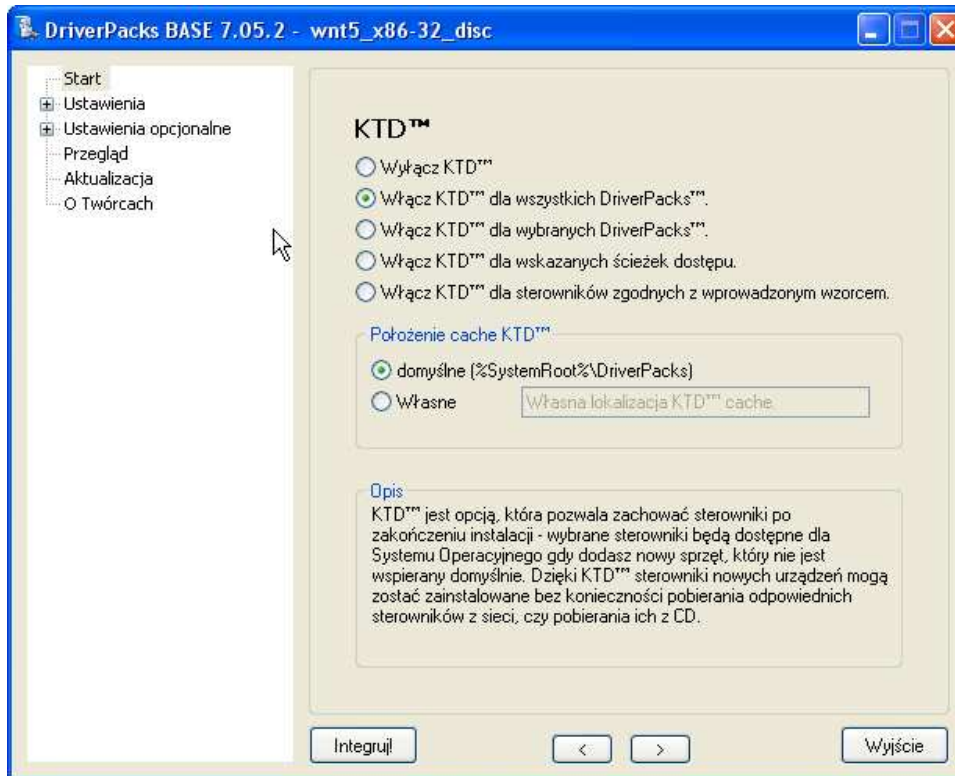 DriverPacks BASE 7.05.2 - wnt5_x86-32_disc
Start
Ustawienia
Ustawienia opcjonalne
Przegląd
Aktualizacja
O Twórcach
KTD™
Wyłącz KTD™
Włącz KTD™ dla wszystkich DriverPacks™.
Włącz KTD™ dla wybranych DriverPacks™.
Włącz KTD™ dla wskazanych ścieżek dostępu.
Włącz KTD™ dla sterowników zgodnych z wprowadzonym wzorcem.
Położenie cache KTD™
domyślne (%SystemRoot%\DriverPacks)
Własne
Własna lokalizacja KTD™ cache.
Opis
KTD™ jest opcją, która pozwala zachować sterowniki po
zakończeniu instalacji - wybrane sterowniki będą dostępne dla
Systemu Operacyjnego gdy dodasz nowy sprzęt, który nie jest
wspierany domyślnie. Dzięki KTD™ sterowniki nowych urządzeń mogą
zostać zainstalowane bez konieczności pobierania odpowiednich
sterowników z sieci, czy pobierania ich z CD.
Integruj!
<
>
Wyjście